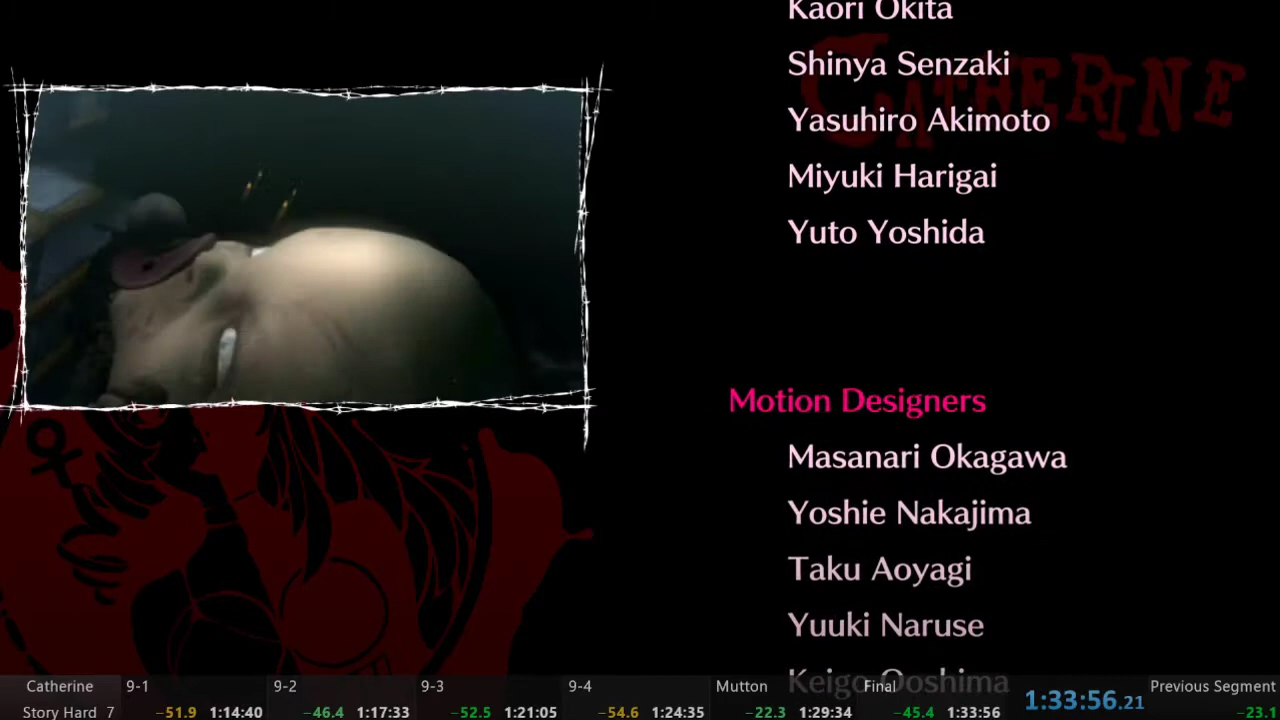 Kaori Okita
CATHERINE
Shinya Senzaki
Yasuhiro Akimoto
Miyuki Harigai
Yuto Yoshida
Motion Designers
Masanari Okagawa
Yoshie Nakajima
Taku Aoyagi
Yuuki Naruse
Keigo Ooshima
Catherine 9-1 9-2 9-3 9-4 Mutton Final 1:33:56.21 Previous Segment
Story Hard 7 −51.9 1:14:40 −46.4 1:17:33 −52.5 1:21:05 −54.6 1:24:35 −22.3 1:29:34 −45.4 1:33:56 −23.1